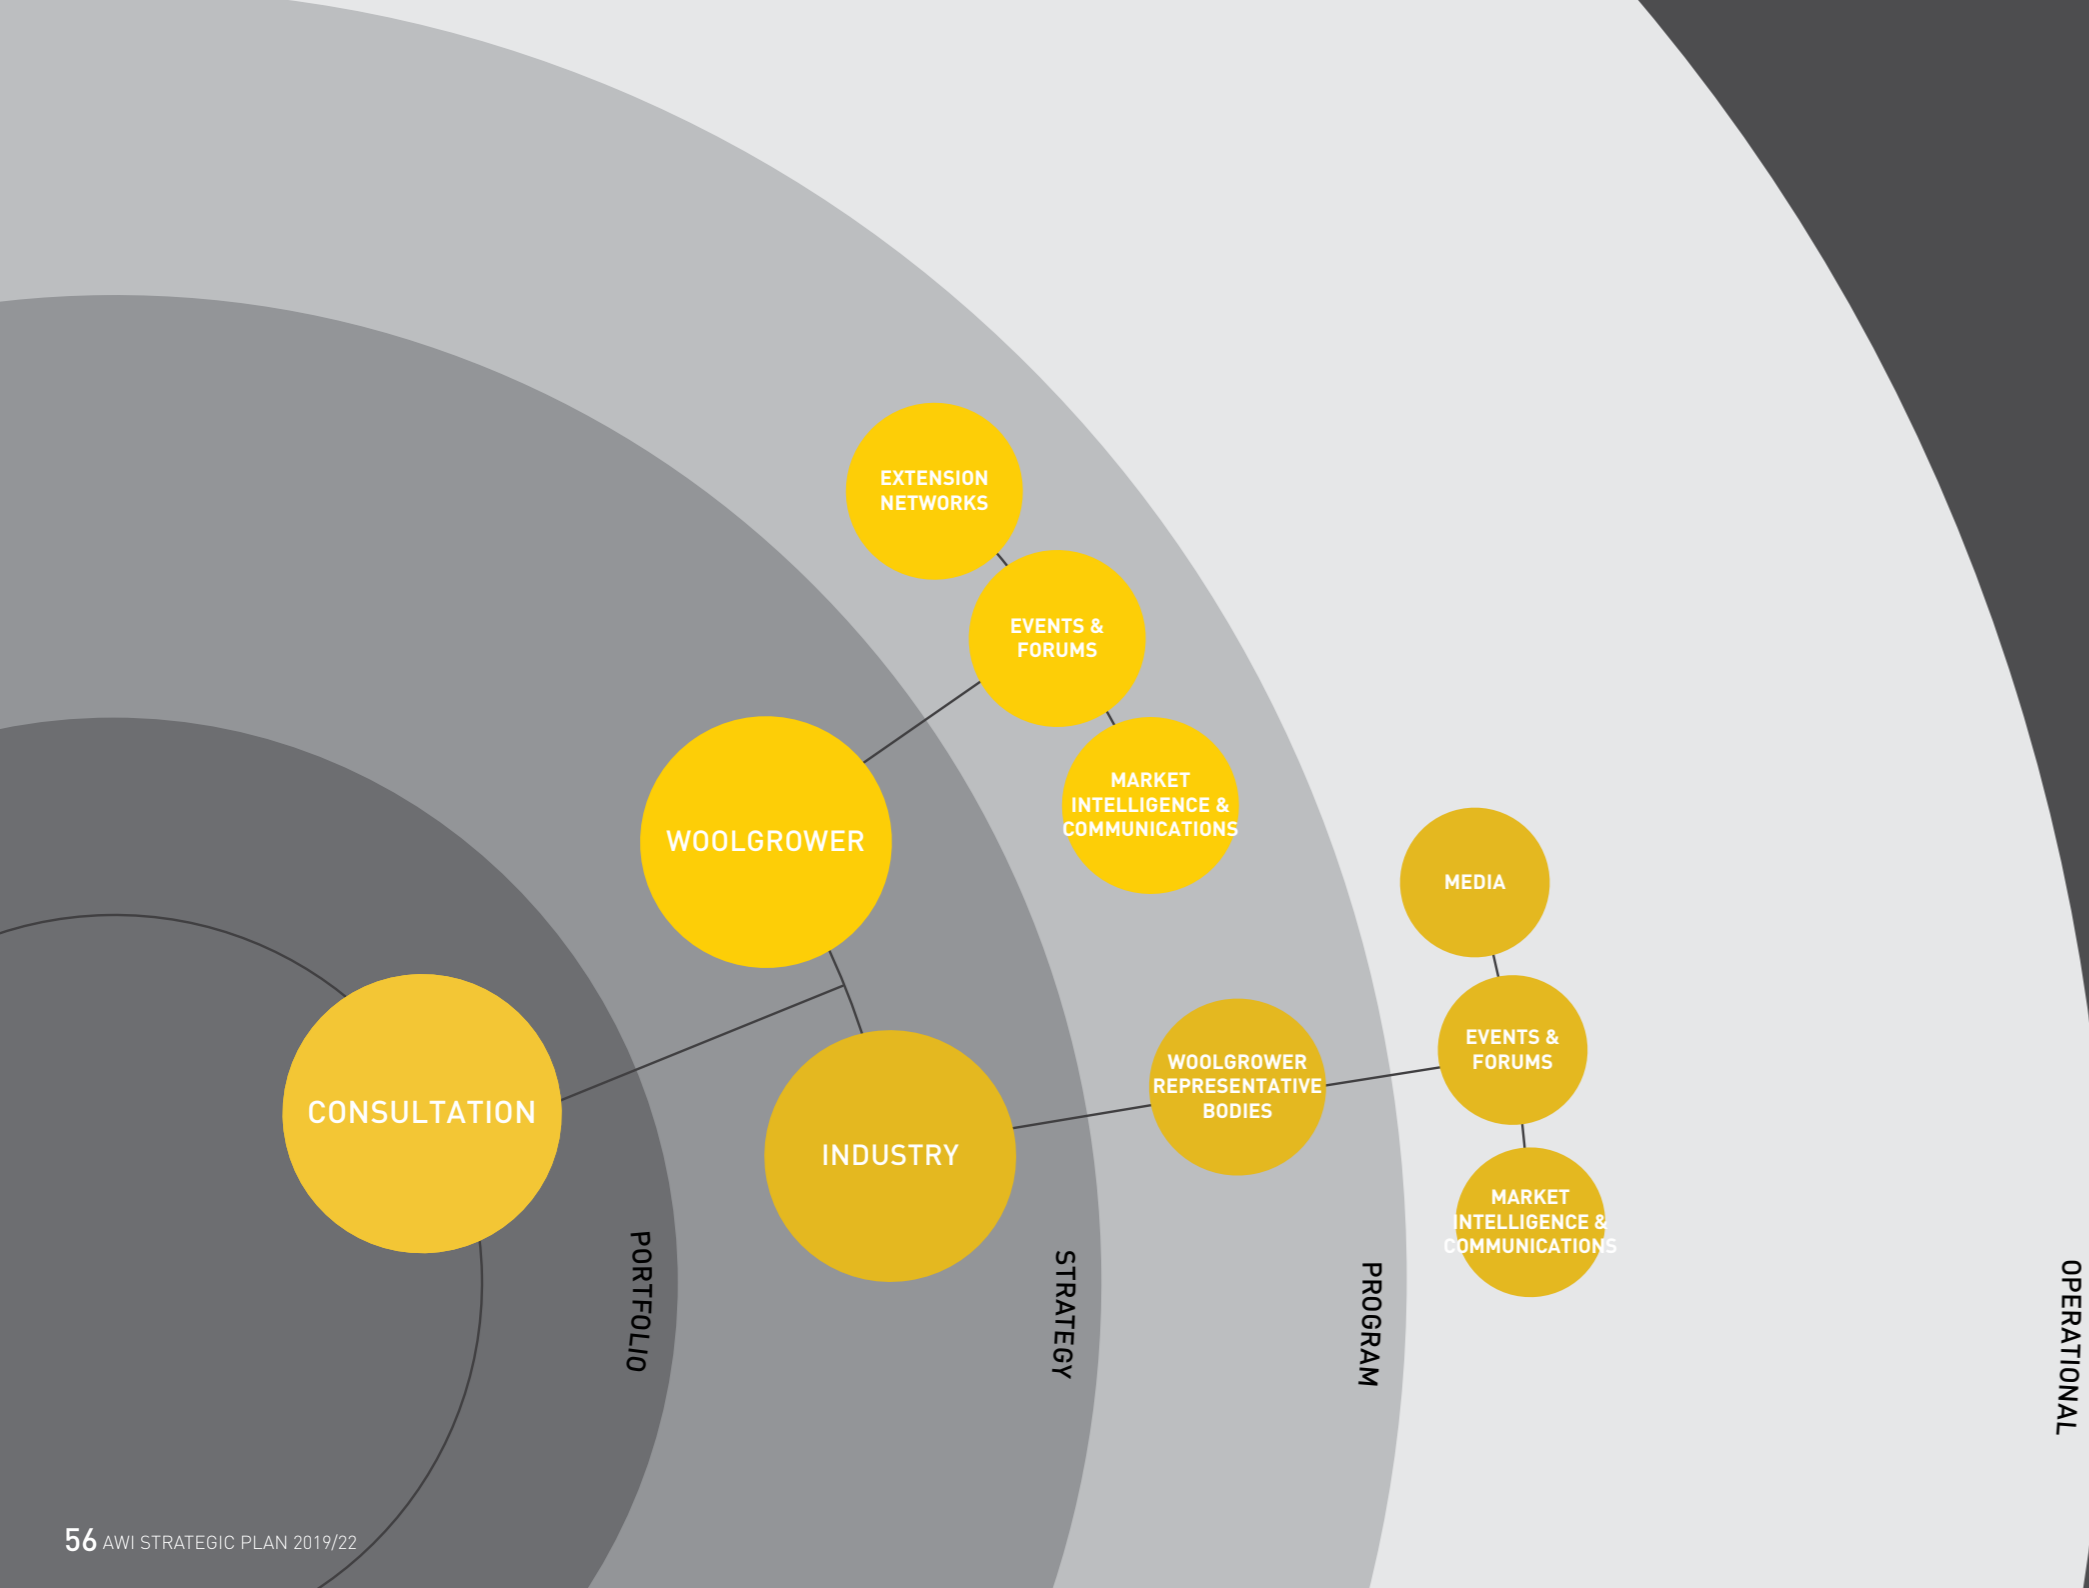 EXTENSION
NETWORKS
EVENTS &
FORUMS
MARKET
INTELLIGENCE &
COMMUNICATIONS
WOOLGROWER
MEDIA
EVENTS &
FORUMS
WOOLGROWER
REPRESENTATIVE
BODIES
CONSULTATION
INDUSTRY
MARKET
INTELLIGENCE &
COMMUNICATIONS
PORTFOLIO
STRATEGY
PROGRAM
OPERATIONAL
56 AWI STRATEGIC PLAN 2019/22